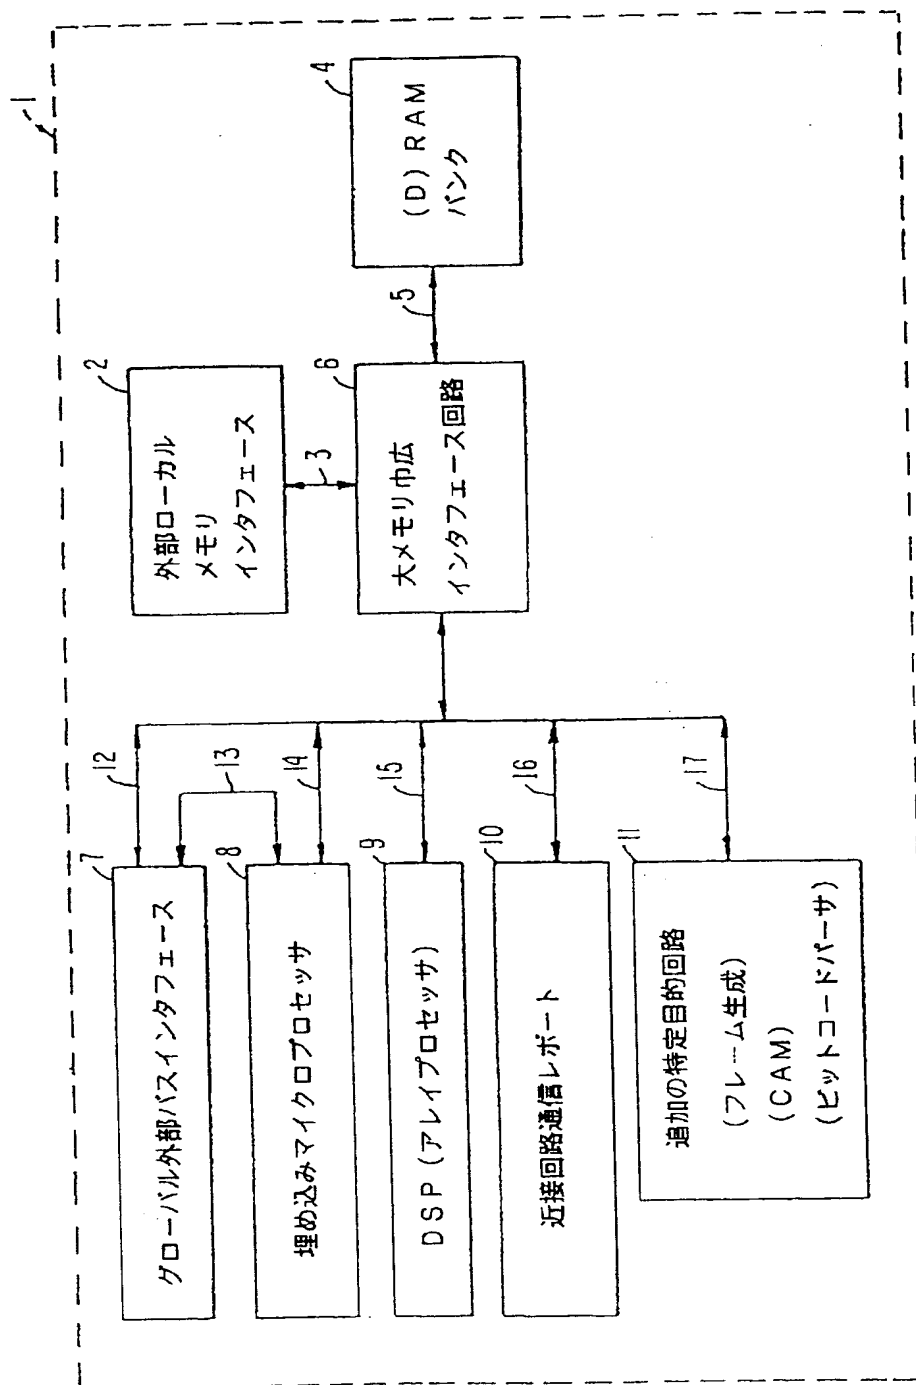 1
7
グローバル外部バスインタフェース
12
13
8
埋め込みマイクロプロセッサ
14
9
DSP(アレイプロセッサ)
15
10
近接回路通信レポート
16
11
追加の特定目的回路
(フレーム生成)
(CAM)
(ビットコードパーサ)
17
2
外部ローカル
メモリ
インタフェース
3
6
大メモリ巾広
インタフェース回路
5
4
(D)RAM
バンク